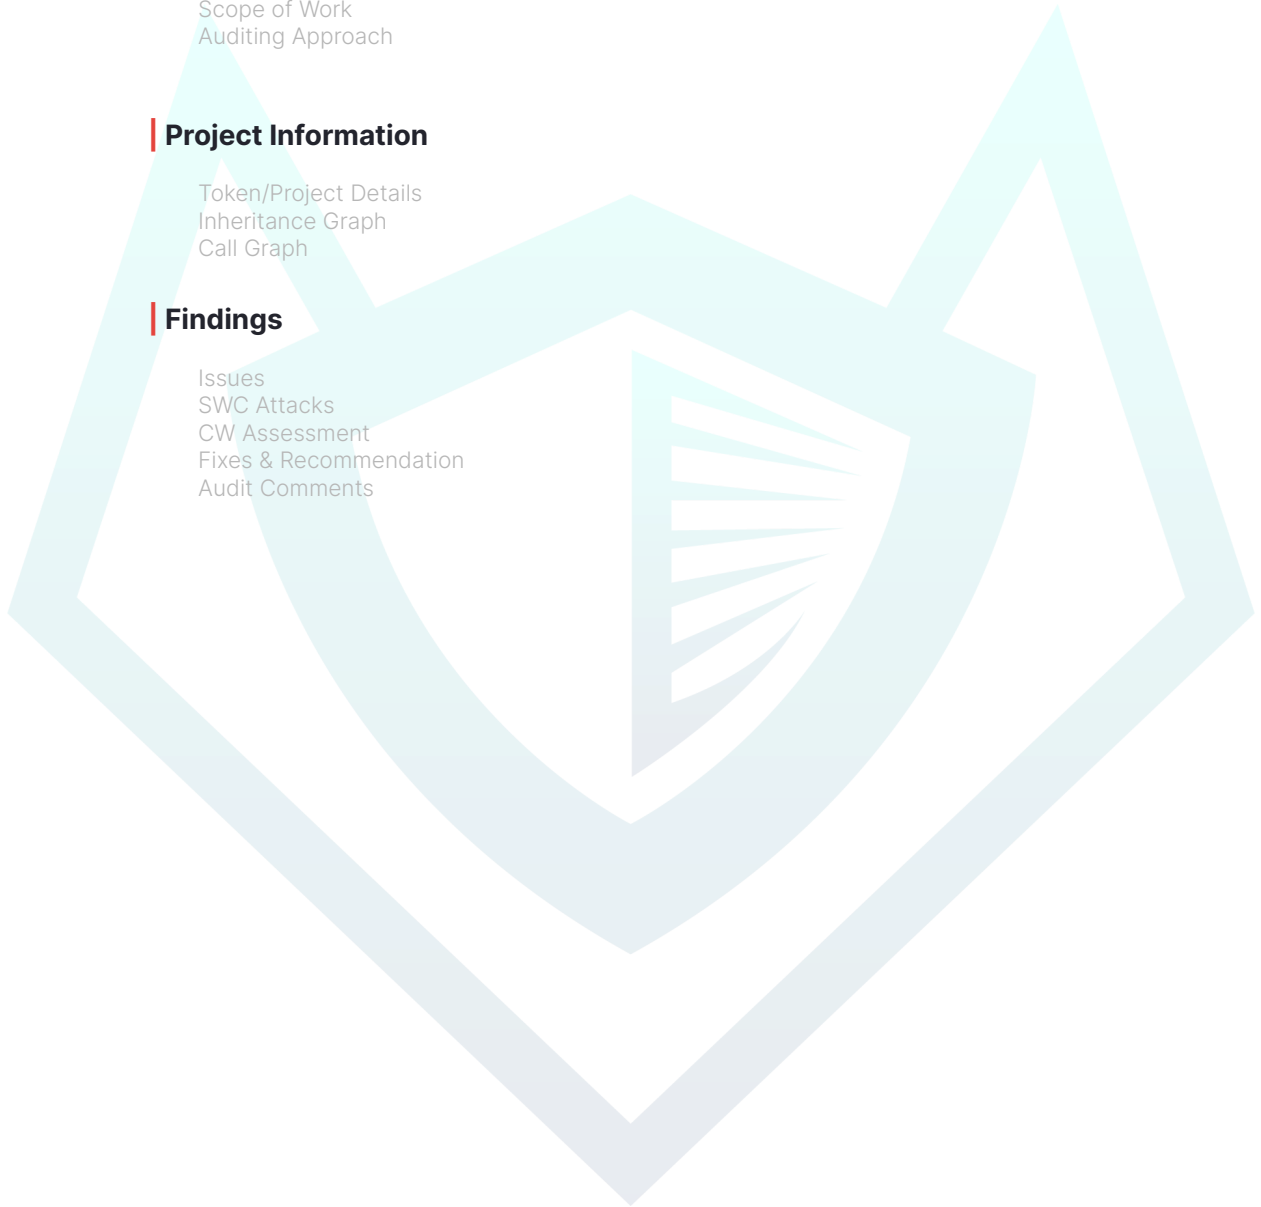 Scope of Work
Auditing Approach
Project Information
Token/Project Details
Inheritance Graph
Call Graph
Findings
Issues
SWC Attacks
CW Assessment
Fixes & Recommendation
Audit Comments